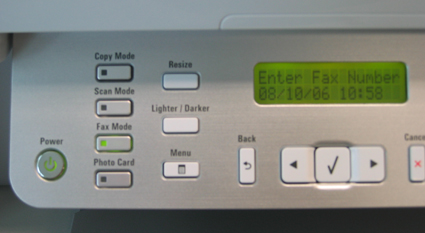 Copy Mode
Resize
Enter Fax Number
08/10/06 10:58
Scan Mode
Lighter / Darker
Fax Mode
Power
Back
Cance
Menu
Photo Card